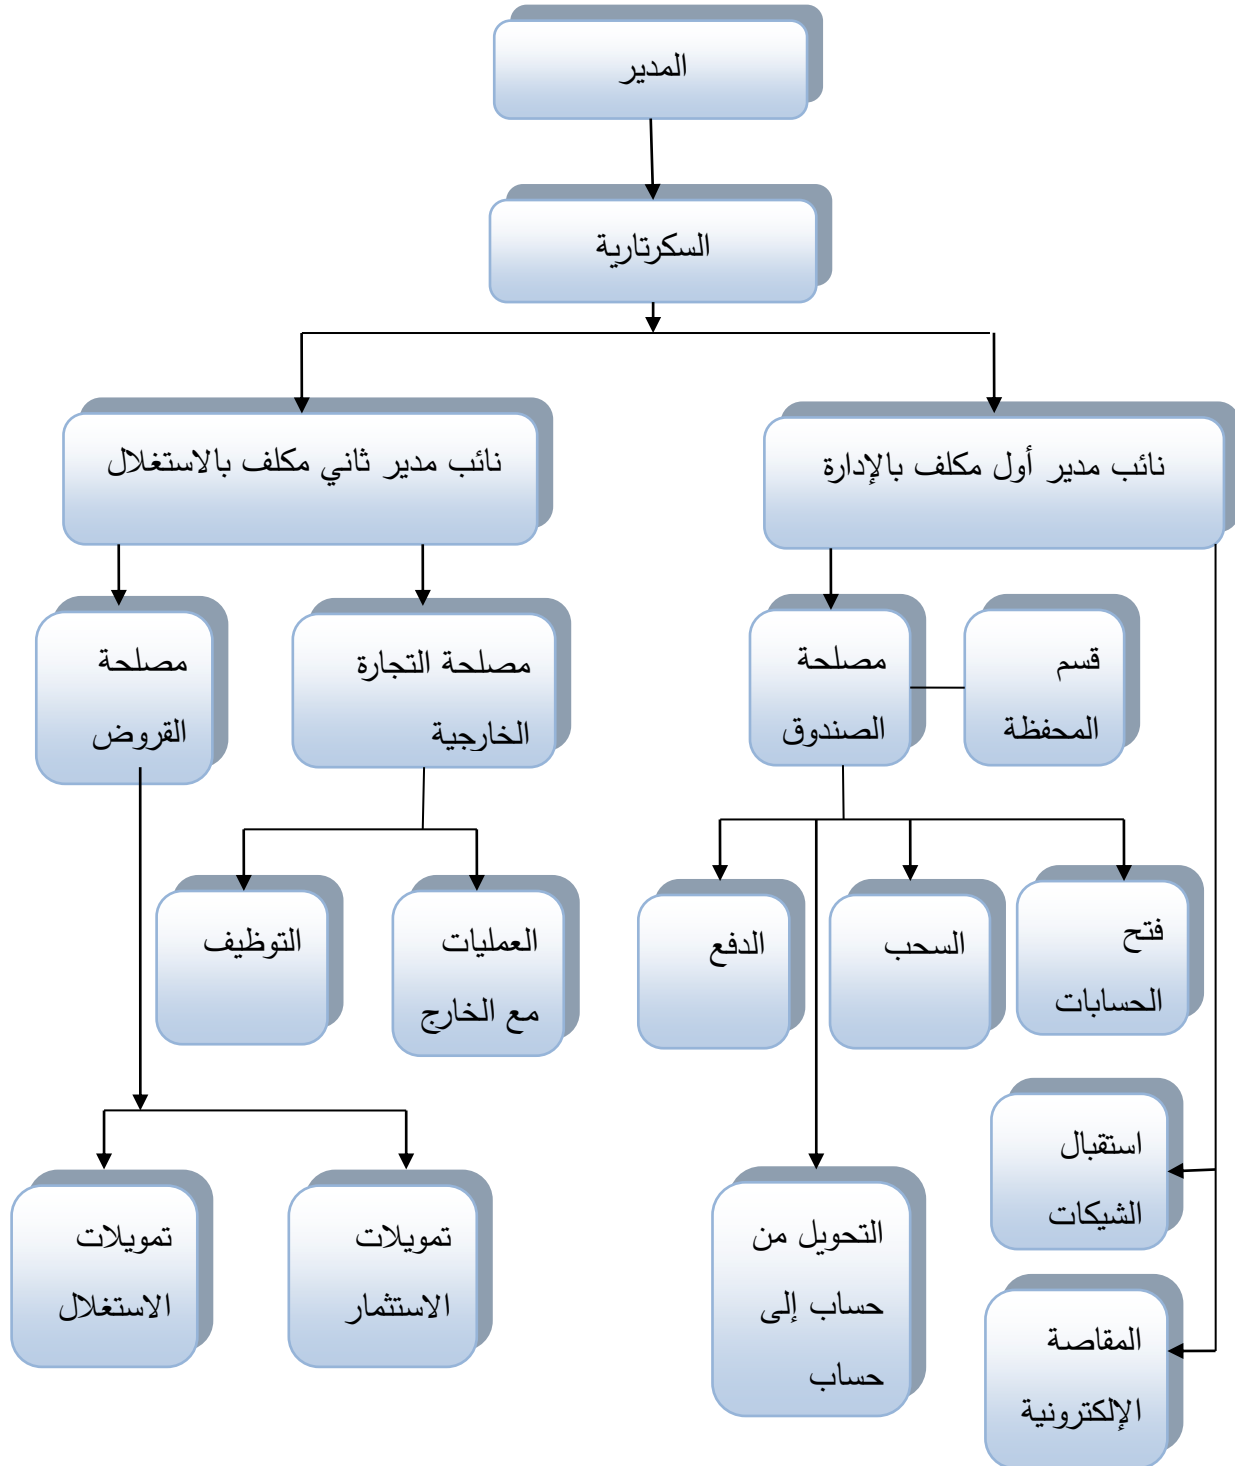 المدير
السكرتارية
نائب مدير أول مكلف بالإدارة
نائب مدير ثاني مكلف بالاستغلال
قسم
المحفظة
مصلحة
الصندوق
مصلحة التجارة
الخارجية
مصلحة
القروض
فتح
الحسابات
السحب
الدفع
العمليات
مع الخارج
التوظيف
استقبال
الشيكات
التحويل من
حساب إلى
حساب
تمويلات
الاستثمار
تمويلات
الاستغلال
المقاصة
الإلكترونية